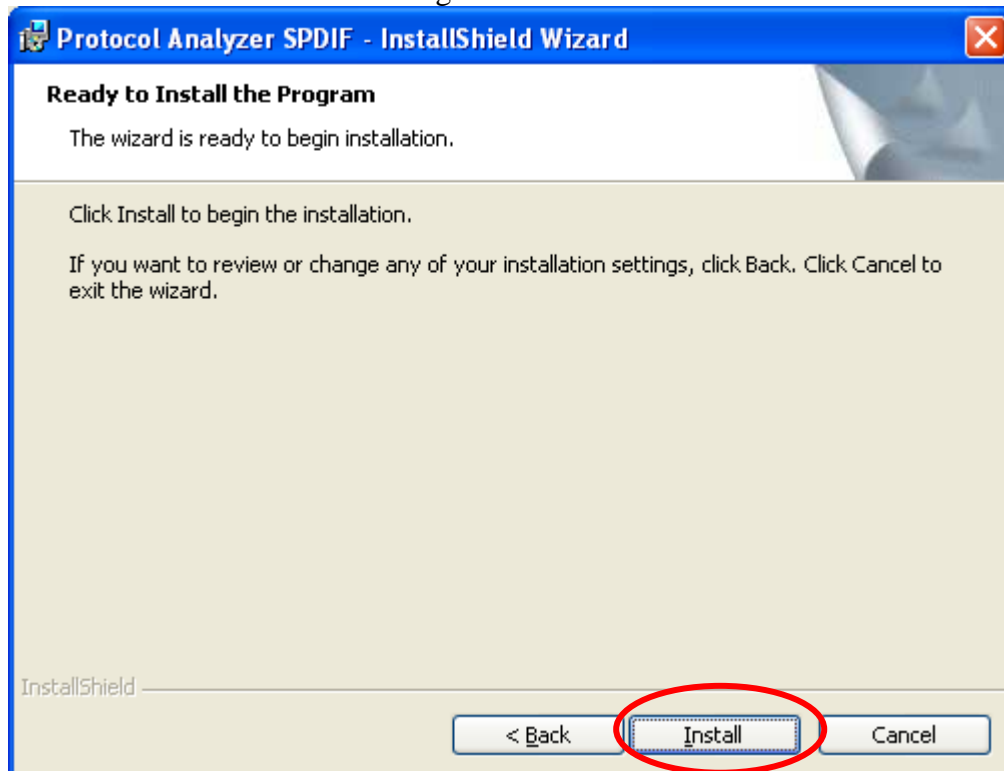 Protocol Analyzer SPDIF - InstallShield Wizard
Ready to Install the Program
The wizard is ready to begin installation.
Click Install to begin the installation.
If you want to review or change any of your installation settings, click Back. Click Cancel to
exit the wizard.
InstallShield
< Back Install Cancel